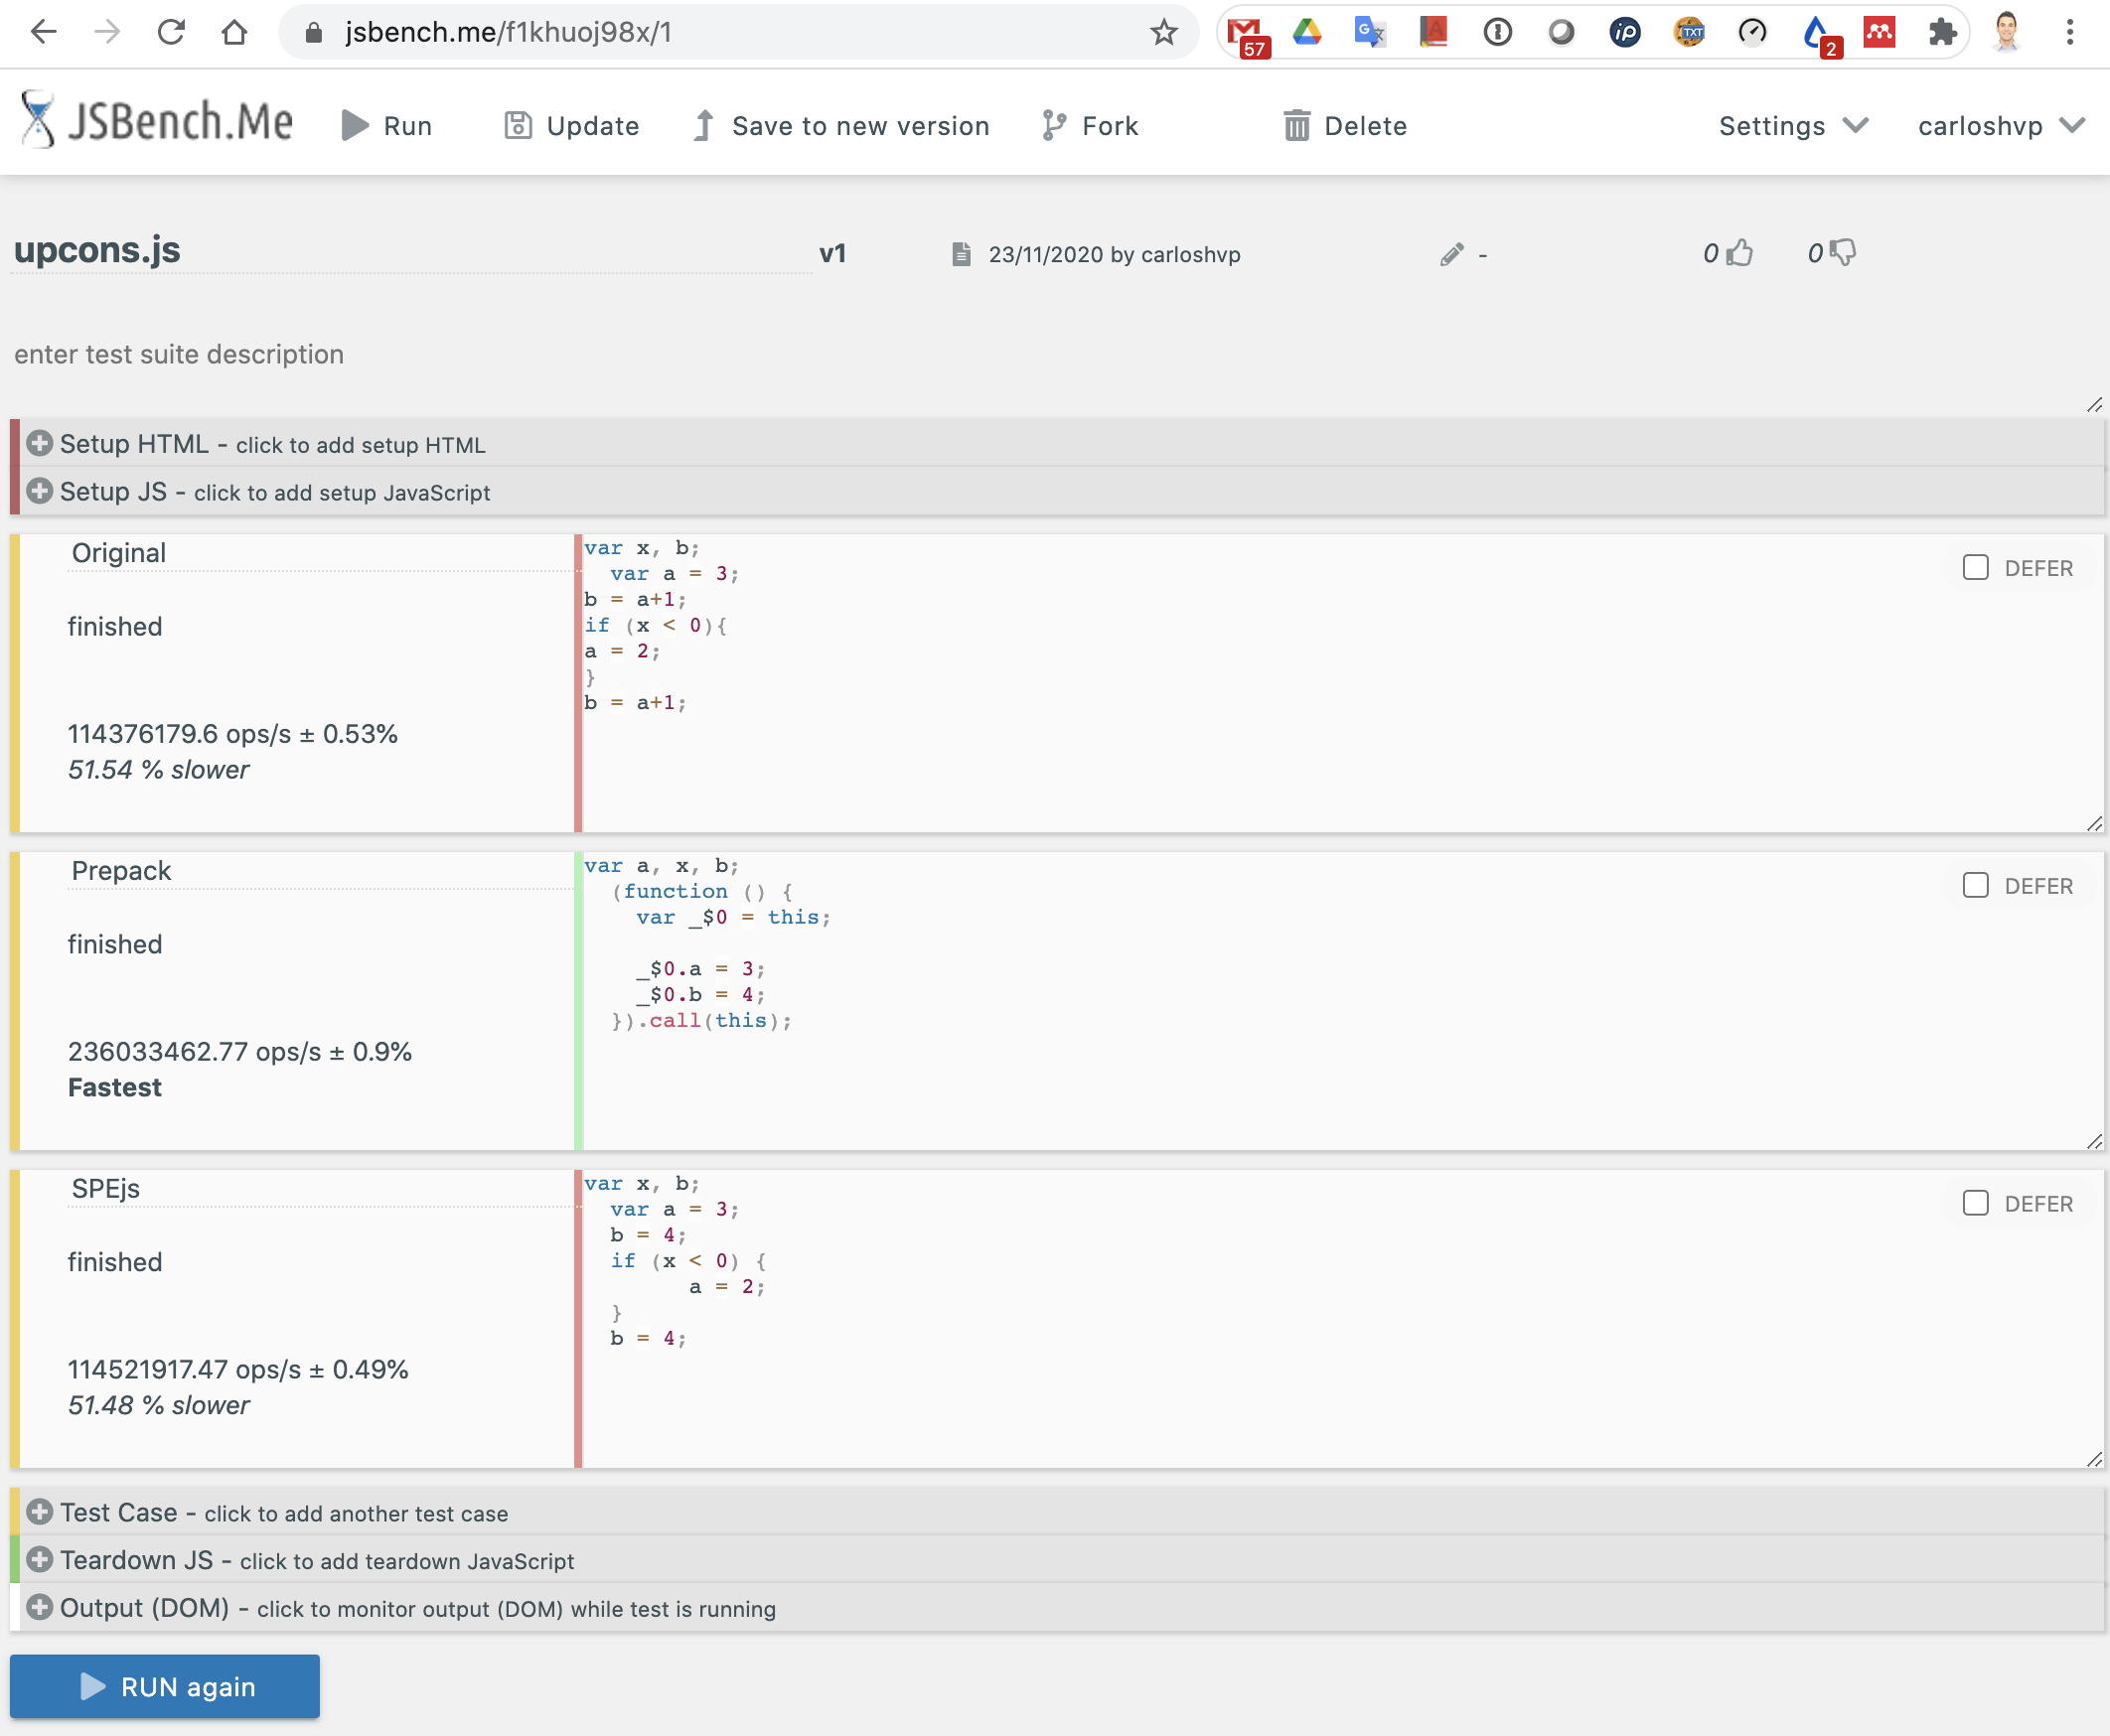 jsbench.me/f1khuoj98x/1
57
iP
TXT
2
JSBench.Me
Run
Update
Save to new version
Fork
Delete
Settings
carloshvp
upcons.js
v1
23/11/2020 by carloshvp
-
0
0
enter test suite description
Setup HTML - click to add setup HTML
Setup JS - click to add setup JavaScript
Original
finished
114376179.6 ops/s ± 0.53%
51.54 % slower
var x, b;
var a = 3;
b = a+1;
if (x < 0){
a = 2;
}
b = a+1;
DEFER
Prepack
finished
236033462.77 ops/s ± 0.9%
Fastest
var a, x, b;
(function () {
var _$0 = this;
_$0.a = 3;
_$0.b = 4;
}).call(this);
DEFER
SPEjs
finished
114521917.47 ops/s ± 0.49%
51.48 % slower
var x, b;
var a = 3;
b = 4;
if (x < 0) {
a = 2;
}
b = 4;
DEFER
Test Case - click to add another test case
Teardown JS - click to add teardown JavaScript
Output (DOM) - click to monitor output (DOM) while test is running
RUN again